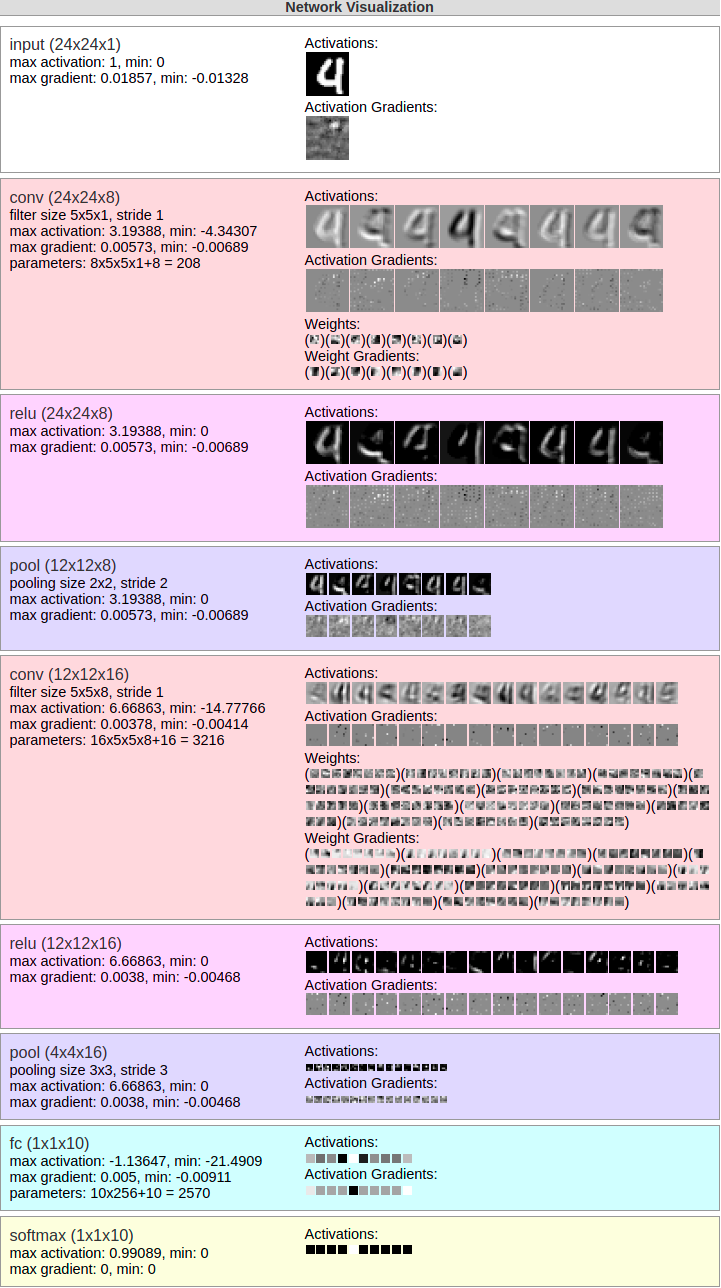 Network Visualization
input (24x24x1)
max activation: 1, min: 0
max gradient: 0.01857, min: -0.01328
Activations:
4
Activation Gradients:
conv (24x24x8)
filter size 5x5x1, stride 1
max activation: 3.19388, min: -4.34307
max gradient: 0.00573, min: -0.00689
parameters: 8x5x5x1+8 = 208
Activations:
Activation Gradients:
Weights:
()()()()()()()()
Weight Gradients:
()()()()()()()()
relu (24x24x8)
max activation: 3.19388, min: 0
max gradient: 0.00573, min: -0.00689
Activations:
Activation Gradients:
pool (12x12x8)
pooling size 2x2, stride 2
max activation: 3.19388, min: 0
max gradient: 0.00573, min: -0.00689
Activations:
Activation Gradients:
conv (12x12x16)
filter size 5x5x8, stride 1
max activation: 6.66863, min: -14.77766
max gradient: 0.00378, min: -0.00414
parameters: 16x5x5x8+16 = 3216
Activations:
Activation Gradients:
Weights:
Weight Gradients:
relu (12x12x16)
max activation: 6.66863, min: 0
max gradient: 0.0038, min: -0.00468
Activations:
Activation Gradients:
pool (4x4x16)
pooling size 3x3, stride 3
max activation: 6.66863, min: 0
max gradient: 0.0038, min: -0.00468
Activations:
Activation Gradients:
fc (1x1x10)
max activation: -1.13647, min: -21.4909
max gradient: 0.005, min: -0.00911
parameters: 10x256+10 = 2570
Activations:
Activation Gradients:
softmax (1x1x10)
max activation: 0.99089, min: 0
max gradient: 0, min: 0
Activations: